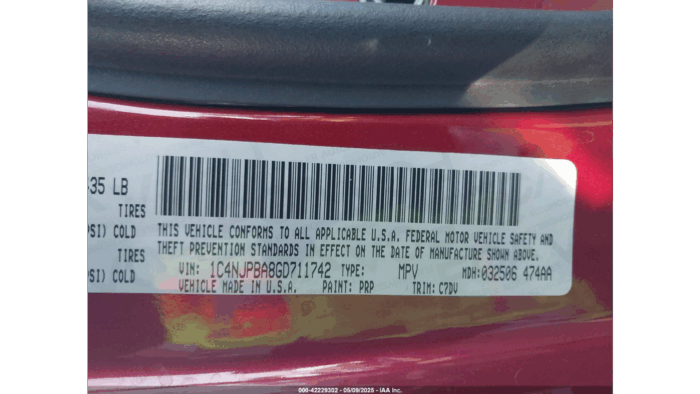 -35 LB
TIRES
PSI) COLD
THIS VEHICLE CONFORMS TO ALL APPLICABLE U.S.A. FEDERAL MOTOR VEHICLE SAFETY AND
TIRES
THEFT PREVENTION STANDARDS IN EFFECT ON THE DATE OF MANUFACTURE SHOWN ABOVE.
PSI) COLD
VIN: 1C4NJPBA8GD711742 TYPE: MPV MDH:032506 474AA
VEHICLE MADE IN U.S.A. PAINT: PRP TRIM: C7DV
000-42229302 - 05/09/2025 - IAA Inc.